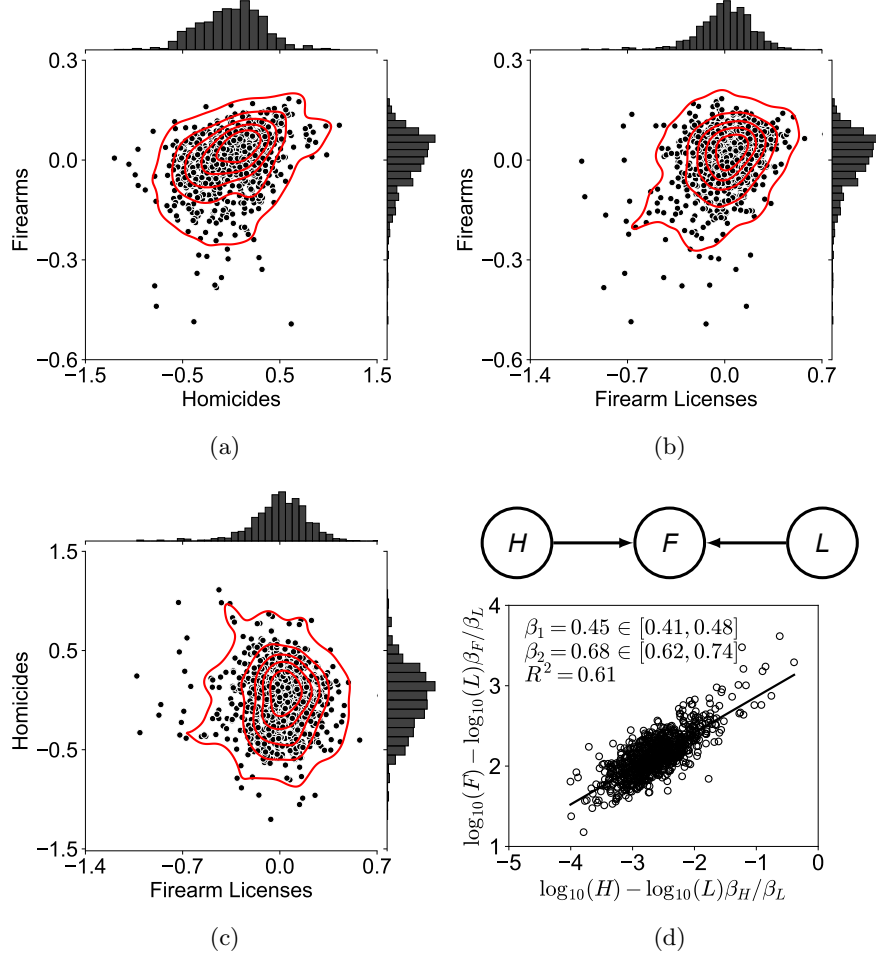 0.3
0.0
−0.3
−0.6
Firearms
−1.5
−0.5
0.5
1.5
Homicides
(a)
0.3
0.0
−0.3
−0.6
Firearms
−1.4
−0.7
0.0
0.7
Firearm Licenses
(b)
1.5
0.5
−0.5
−1.5
Homicides
−1.4
−0.7
0.0
0.7
Firearm Licenses
(c)
H
F
L
β₁ = 0.45 ∈ [0.41, 0.48]
β₂ = 0.68 ∈ [0.62, 0.74]
R² = 0.61
4
3
2
1
log₁₀(F) − log₁₀(L)β_F/β_L
−5
−4
−3
−2
−1
0
log₁₀(H) − log₁₀(L)β_H/β_L
(d)